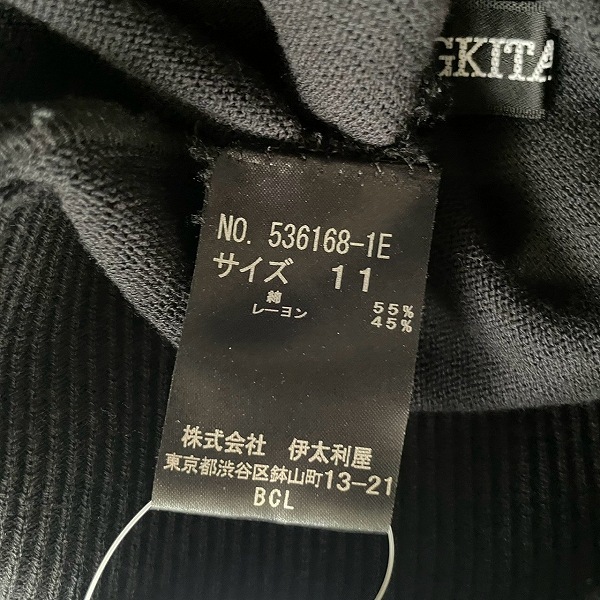 GKITA
NO. 536168-1E
サイズ 11
綿 55%
レーヨン 45%
株式会社 伊太利屋
東京都渋谷区鉢山町13-21
BCL